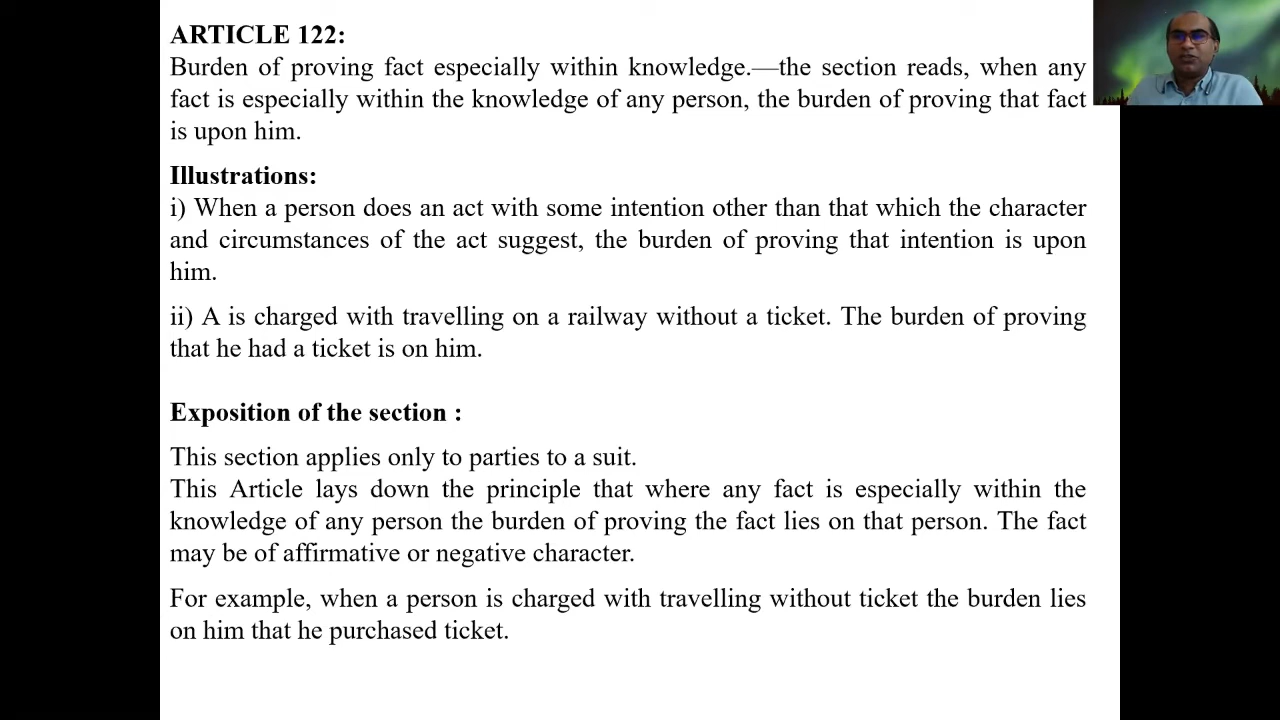 ARTICLE 122:
Burden of proving fact especially within knowledge.—the section reads, when any
fact is especially within the knowledge of any person, the burden of proving that fact
is upon him.
Illustrations:
i) When a person does an act with some intention other than that which the character
and circumstances of the act suggest, the burden of proving that intention is upon
him.
ii) A is charged with travelling on a railway without a ticket. The burden of proving
that he had a ticket is on him.
Exposition of the section :
This section applies only to parties to a suit.
This Article lays down the principle that where any fact is especially within the
knowledge of any person the burden of proving the fact lies on that person. The fact
may be of affirmative or negative character.
For example, when a person is charged with travelling without ticket the burden lies
on him that he purchased ticket.